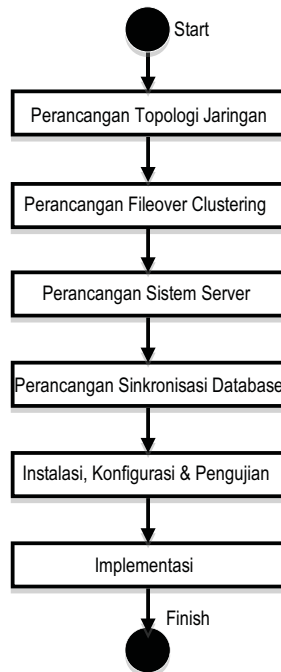 Start
Perancangan Topologi Jaringan
Perancangan Fileover Clustering
Perancangan Sistem Server
Perancangan Sinkronisasi Database
Instalasi, Konfigurasi & Pengujian
Implementasi
Finish